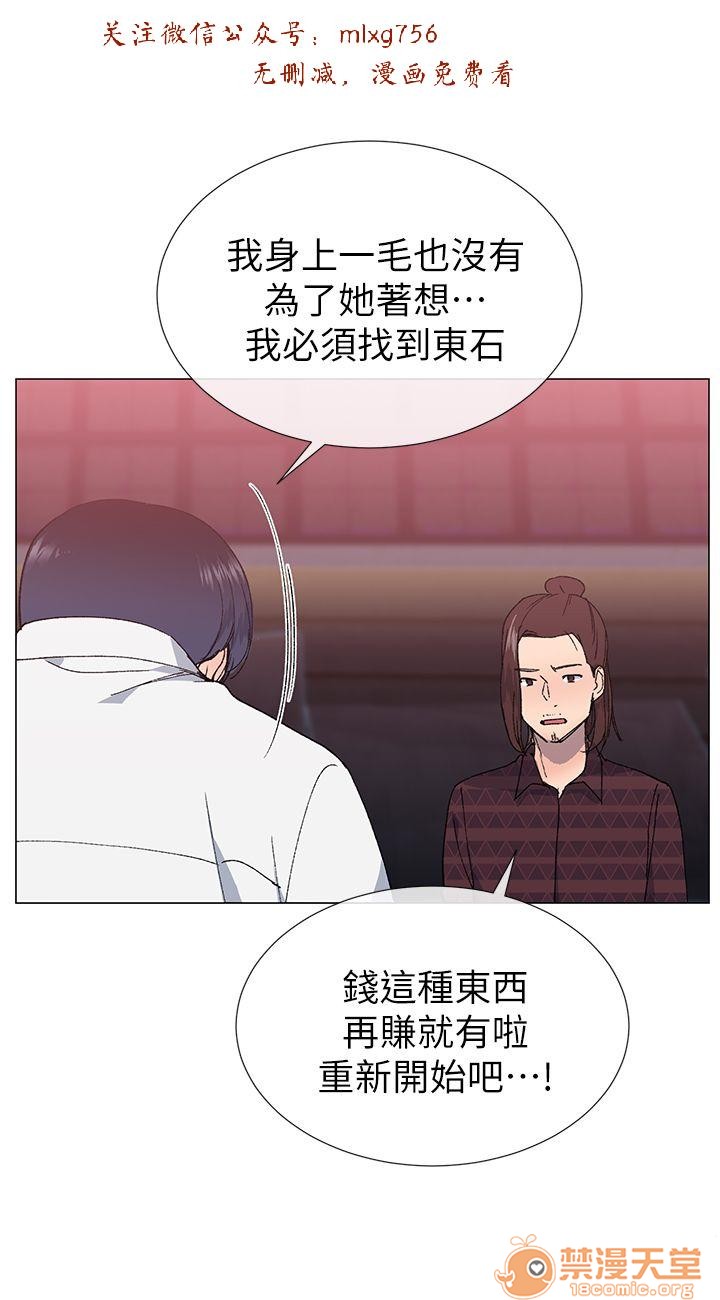 关注微信公众号：mlxg756
无删减，漫画免费看
我身上一毛也沒有
為了她著想⋯
我必須找到東石
錢這種東西
再賺就有啦
重新開始吧⋯!
禁漫天堂
18comic.org